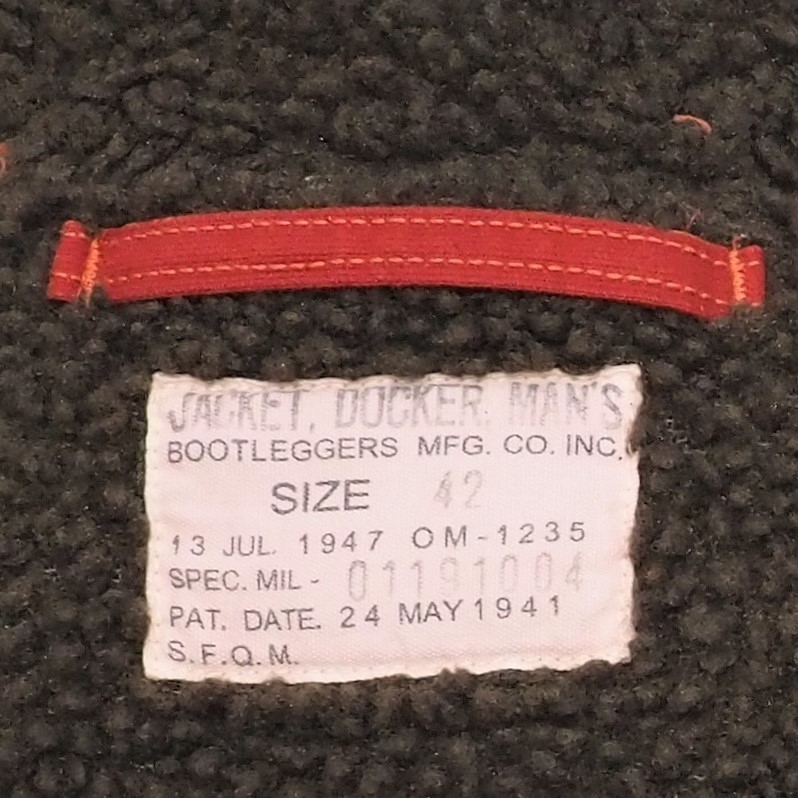 JACKET, DOCKER, MAN'S
BOOTLEGGERS MFG. CO. INC.
SIZE 42
13 JUL. 1947 OM-1235
SPEC. MIL - 01191004
PAT. DATE. 24 MAY 1941
S.F.Q.M.